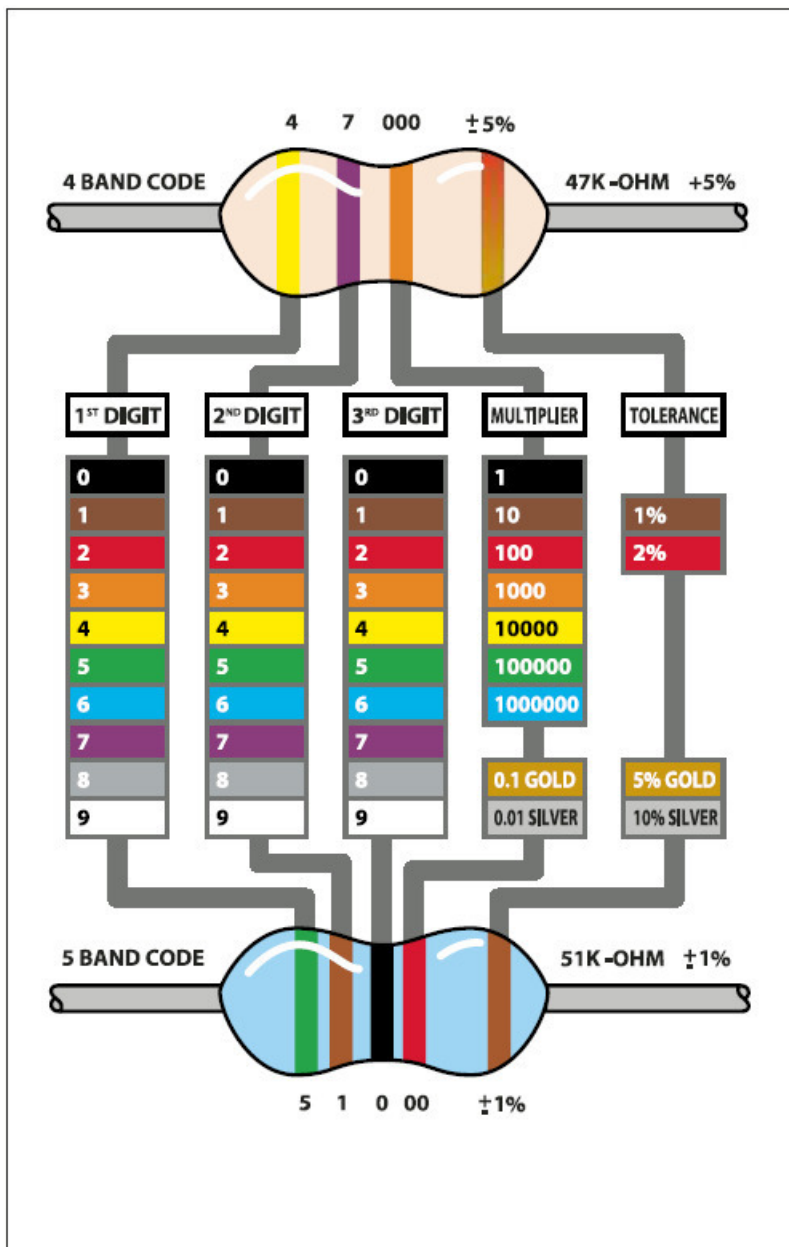 4 7 000 ±5%
4 BAND CODE 47K-OHM +5%
1ST DIGIT 2ND DIGIT 3RD DIGIT MULTIPLIER TOLERANCE
0 0 0 1
1 1 1 10 1%
2 2 2 100 2%
3 3 3 1000
4 4 4 10000
5 5 5 100000
6 6 6 1000000
7 7 7
8 8 8 0.1 GOLD 5% GOLD
9 9 9 0.01 SILVER 10% SILVER
5 BAND CODE 51K-OHM ±1%
5 1 0 00 ±1%